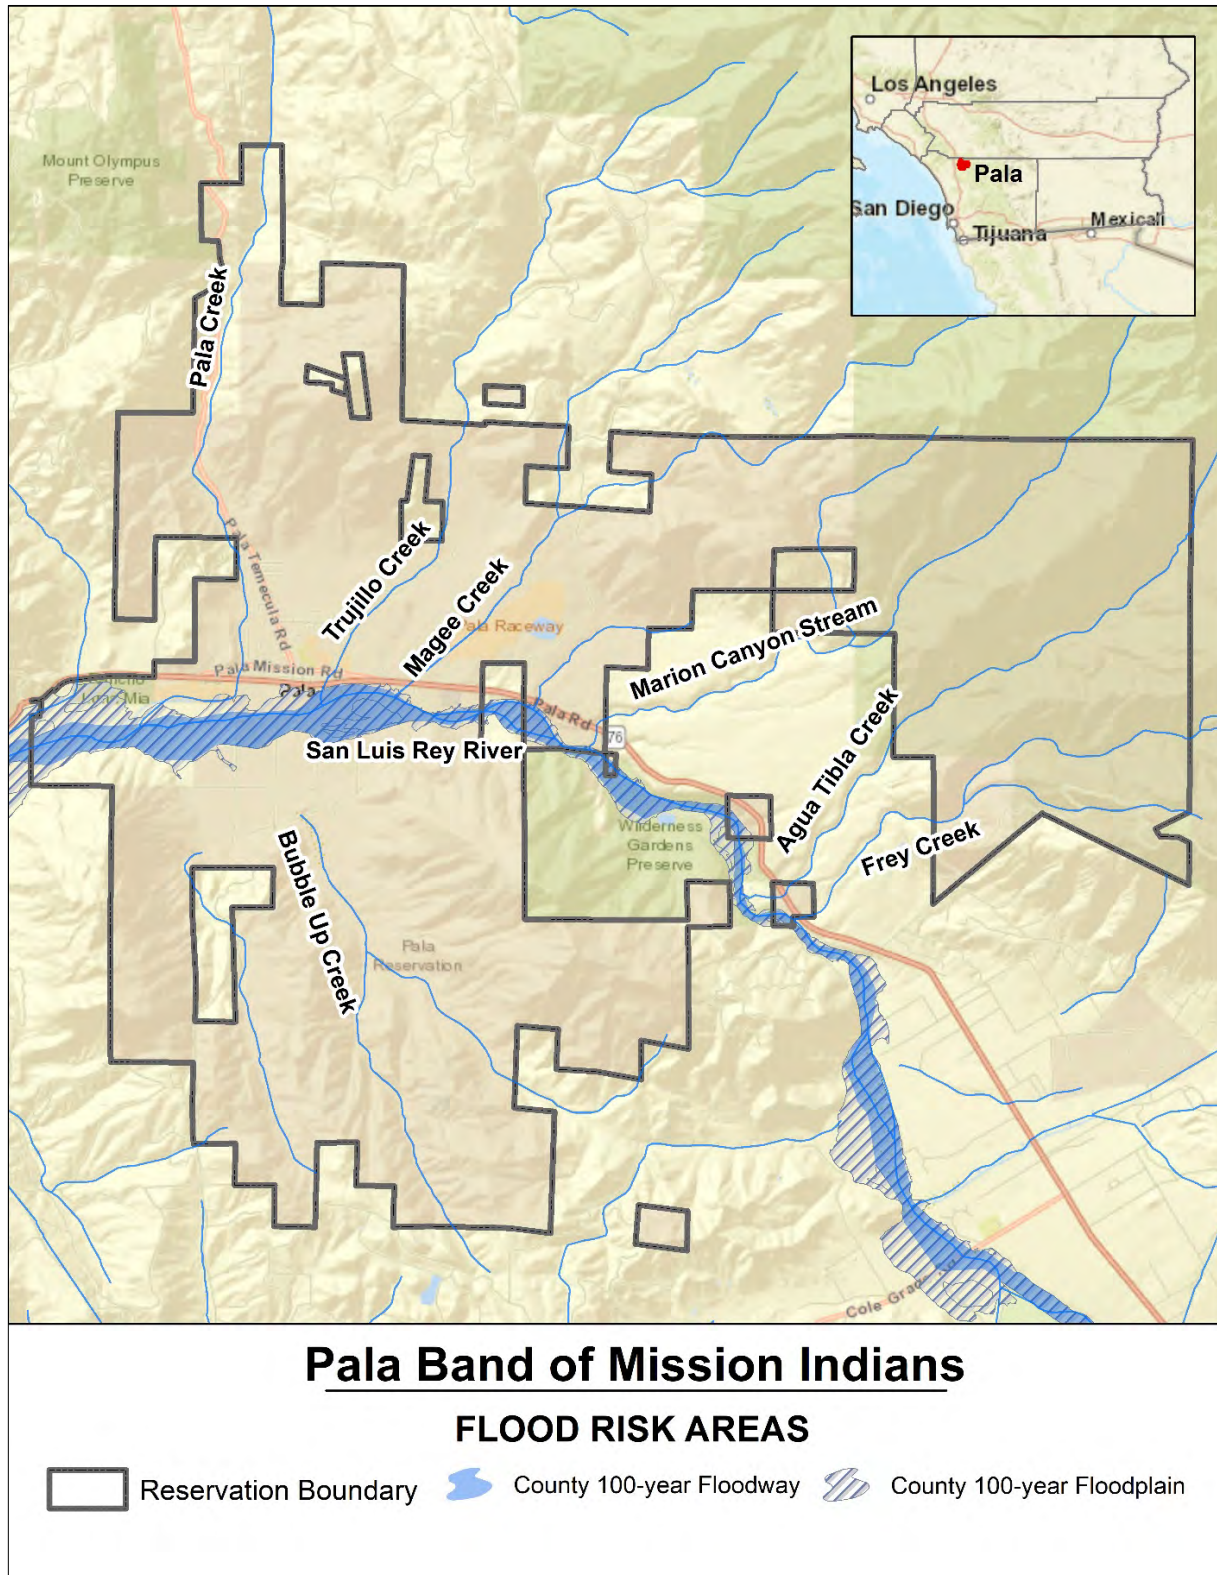 Los Angeles
Pala
San Diego
Tijuana
Mexicali
Mount Olympus
Preserve
Pala Creek
Trujillo Creek
Magee Creek
Pala Temecula Rd
Pala Raceway
Pala Mission Rd
Pala
Marion Canyon Stream
Pala Rd
76
San Luis Rey River
Agua Tibla Creek
Wilderness
Gardens
Preserve
Frey Creek
Bubble Up Creek
Pala
Reservation
Cole Grade
Pala Band of Mission Indians
FLOOD RISK AREAS
Reservation Boundary
County 100-year Floodway
County 100-year Floodplain